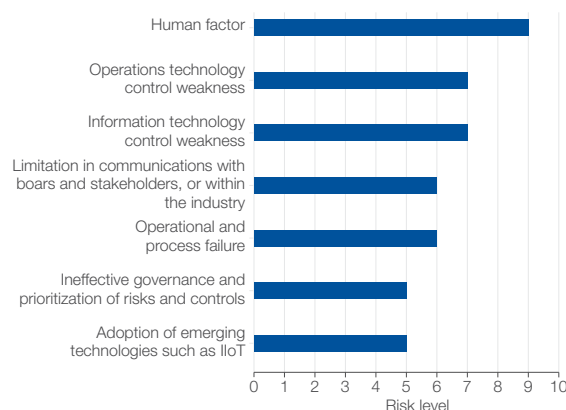 Human factor
Operations technology
control weakness
Information technology
control weakness
Limitation in communications with
boars and stakeholders, or within
the industry
Operational and
process failure
Ineffective governance and
prioritization of risks and controls
Adoption of emerging
technologies such as IIoT
0 1 2 3 4 5 6 7 8 9 10
Risk level